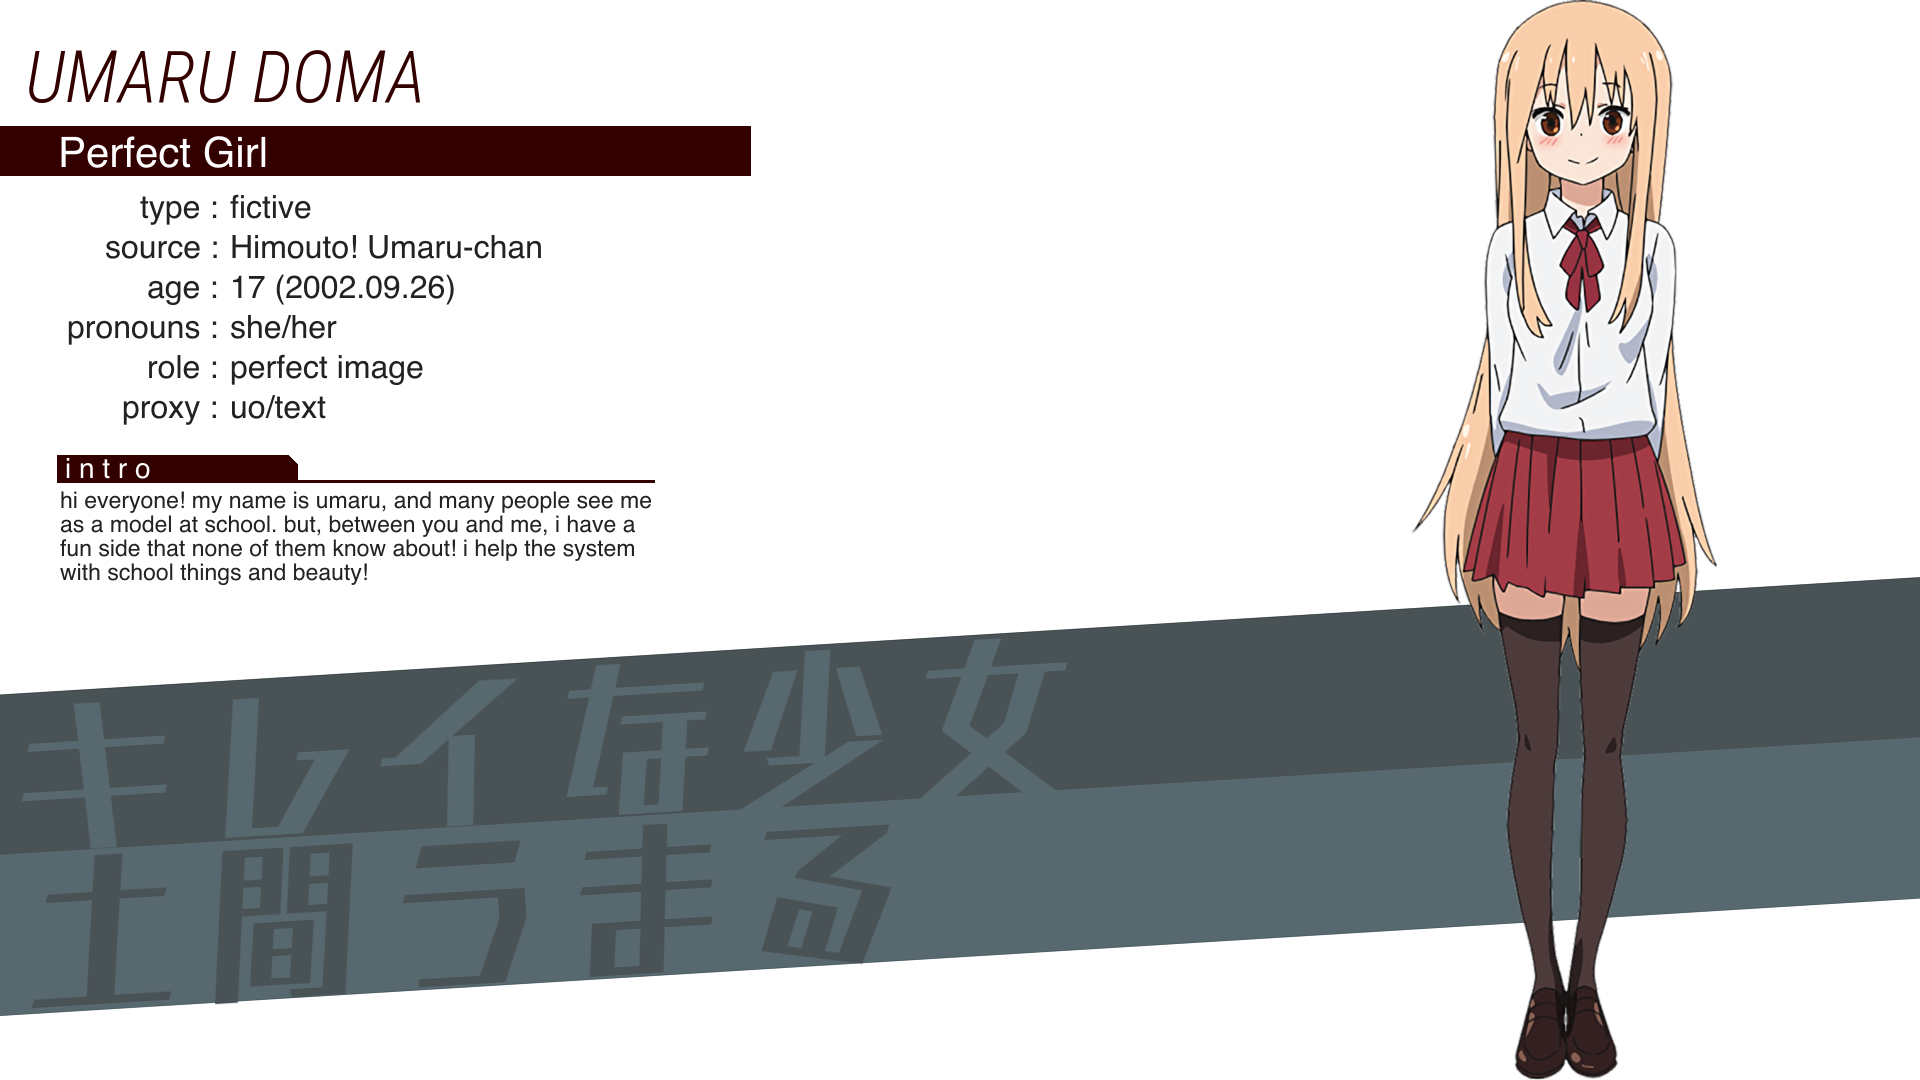 UMARU DOMA
Perfect Girl
type : fictive
source : Himouto! Umaru-chan
age : 17 (2002.09.26)
pronouns : she/her
role : perfect image
proxy : uo/text
intro
hi everyone! my name is umaru, and many people see me
as a model at school. but, between you and me, i have a
fun side that none of them know about! i help the system
with school things and beauty!
キレイな少女
土間うまる